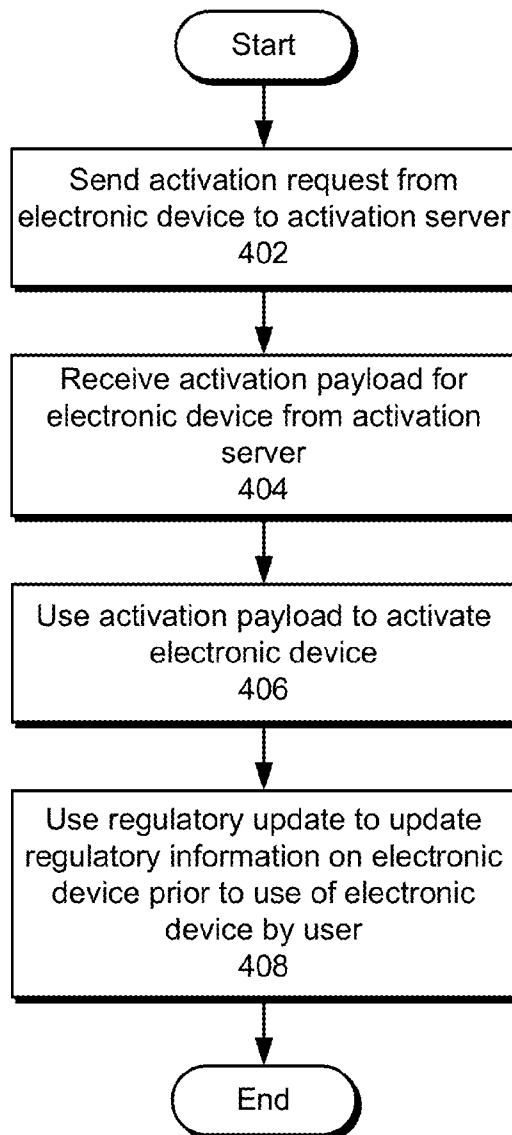 Start
Send activation request from
electronic device to activation server
402
Receive activation payload for
electronic device from activation
server
404
Use activation payload to activate
electronic device
406
Use regulatory update to update
regulatory information on electronic
device prior to use of electronic
device by user
408
End